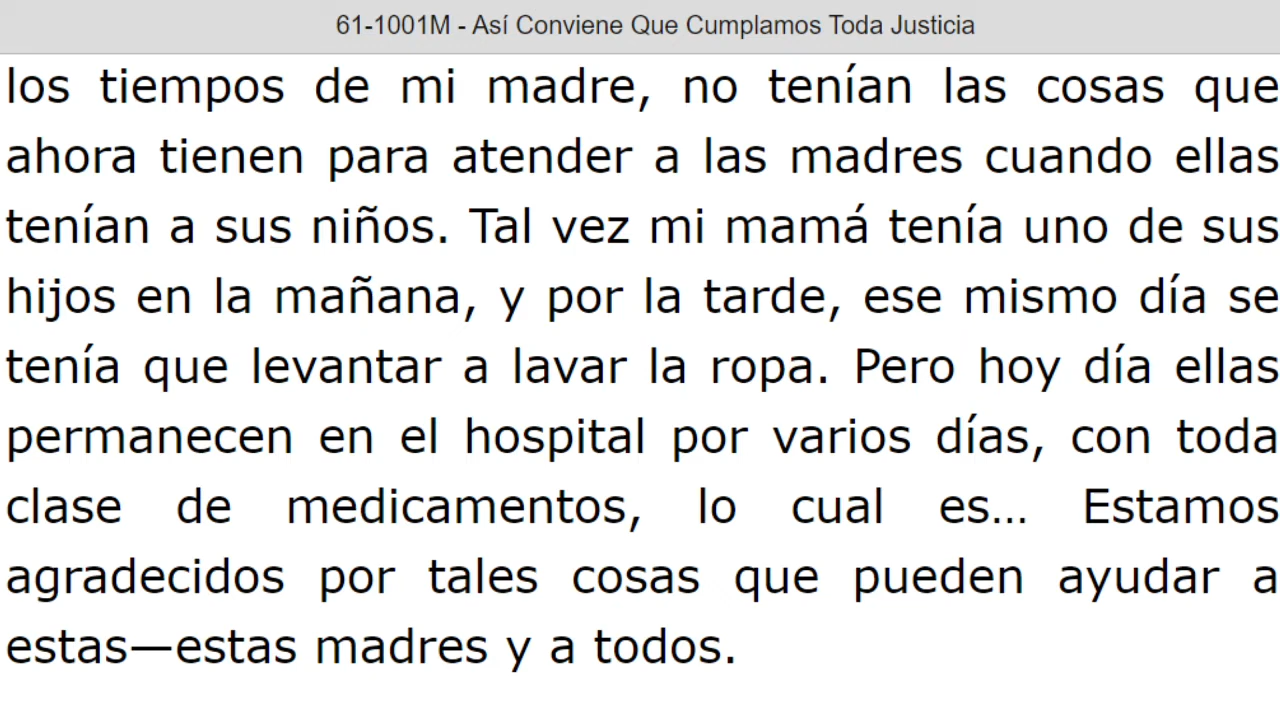 61-1001M - Así Conviene Que Cumplamos Toda Justicia
los tiempos de mi madre, no tenían las cosas que
ahora tienen para atender a las madres cuando ellas
tenían a sus niños. Tal vez mi mamá tenía uno de sus
hijos en la mañana, y por la tarde, ese mismo día se
tenía que levantar a lavar la ropa. Pero hoy día ellas
permanecen en el hospital por varios días, con toda
clase de medicamentos, lo cual es… Estamos
agradecidos por tales cosas que pueden ayudar a
estas—estas madres y a todos.